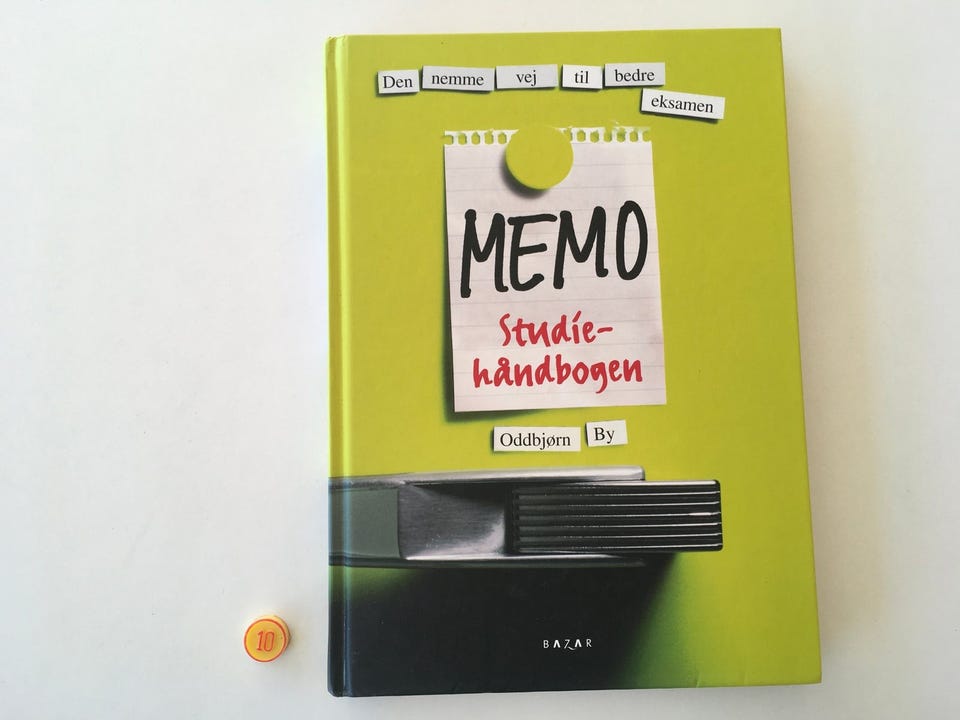 Den nemme vej til bedre
eksamen
MEMO
Studie-
håndbogen
Oddbjørn By
BAZAR
10